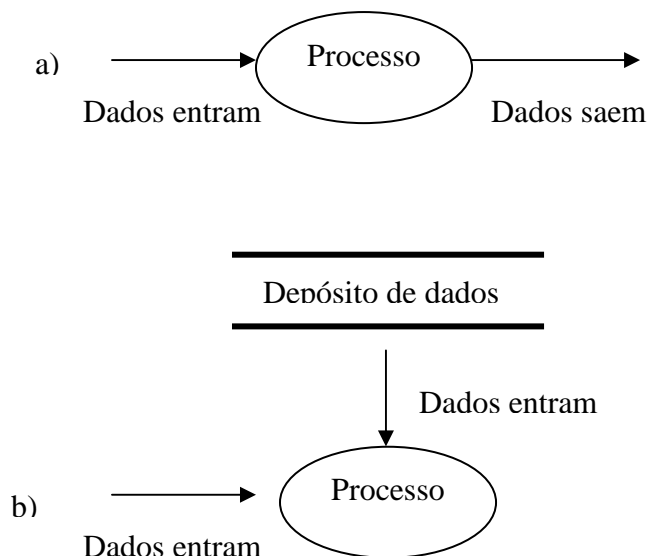 Processo
a)
Dados entram
Dados saem
Depósito de dados
Dados entram
Processo
b)
Dados entram